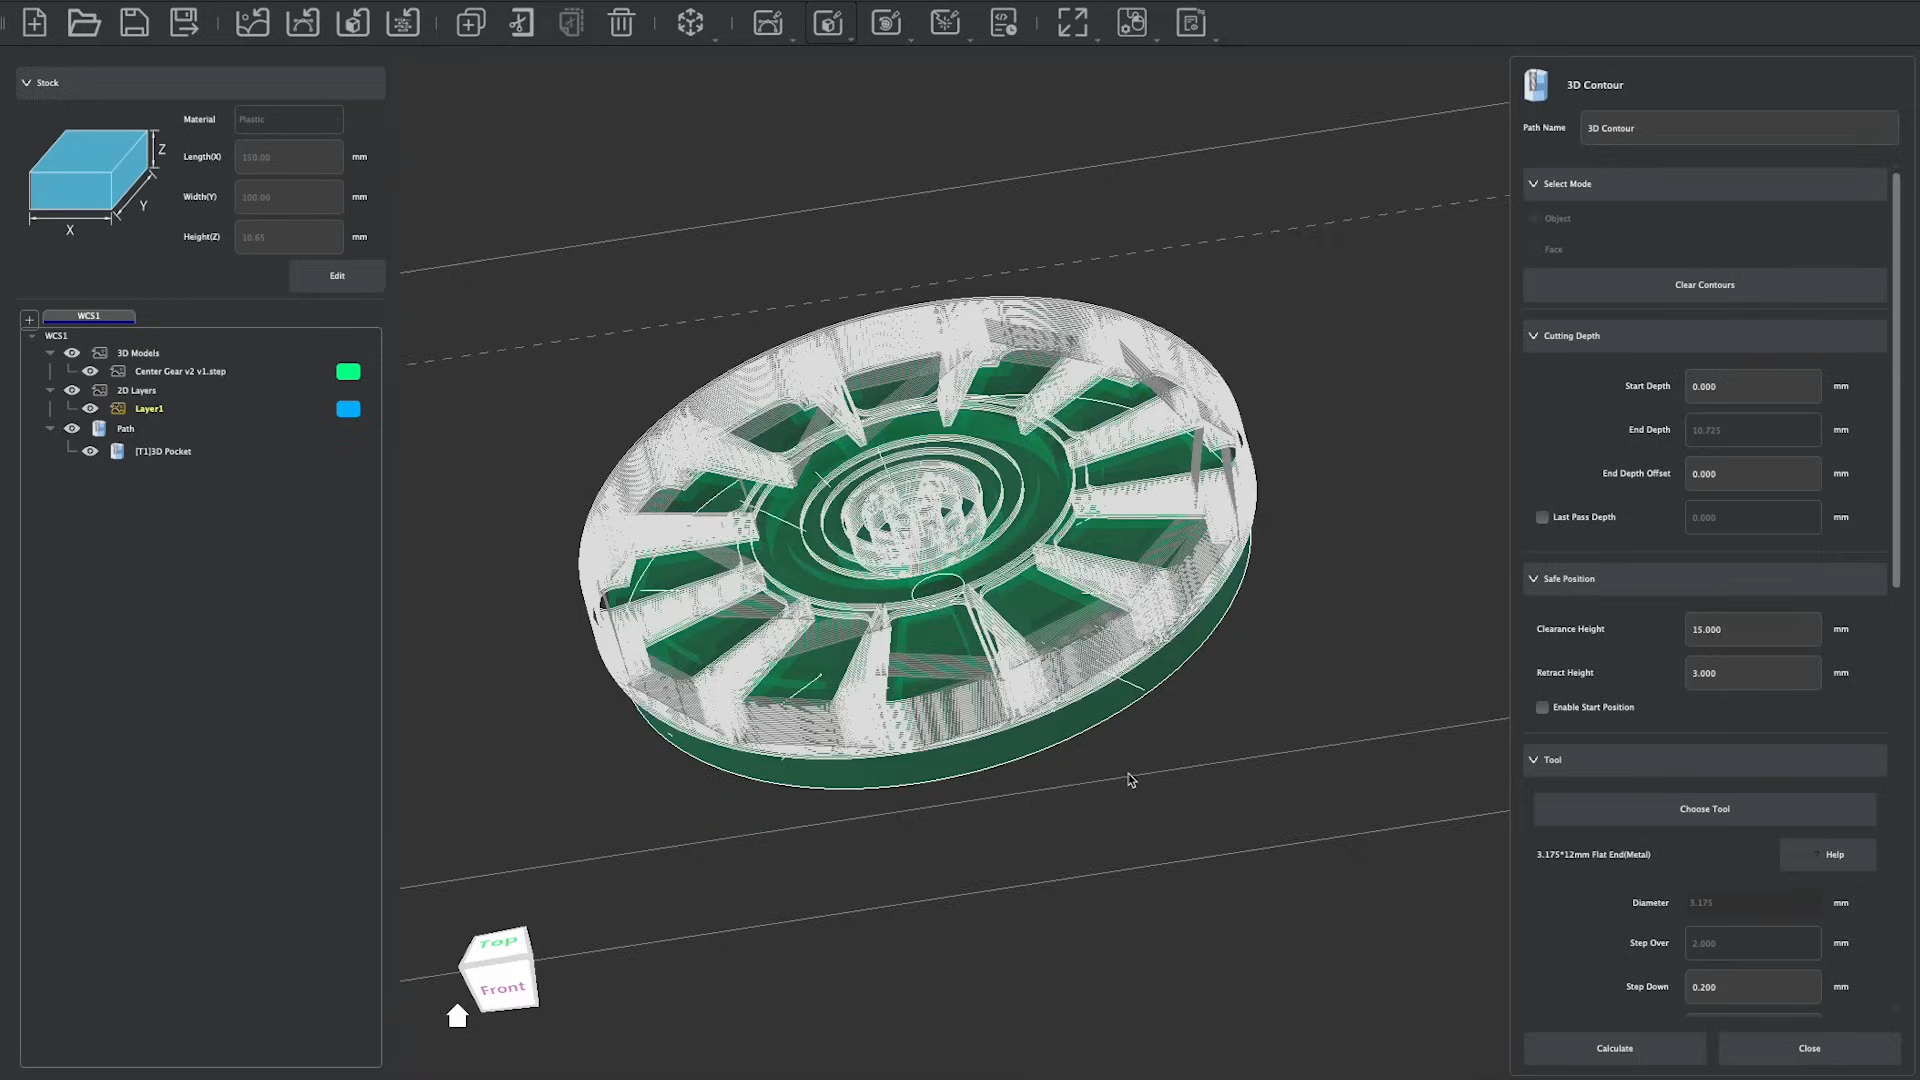 Stock
Material
Plastic
Length(X)
150.00
mm
Width(Y)
100.00
mm
Height(Z)
10.65
mm
Z
Y
X
Edit
WCS1
WCS1
3D Models
Center Gear v2 v1.step
2D Layers
Layer1
Path
[T1]3D Pocket
Top
Front
3D Contour
Path Name
3D Contour
Select Mode
Object
Face
Clear Contours
Cutting Depth
Start Depth
0.000
mm
End Depth
10.725
mm
End Depth Offset
0.000
mm
Last Pass Depth
0.000
mm
Safe Position
Clearance Height
15.000
mm
Retract Height
3.000
mm
Enable Start Position
Tool
Choose Tool
3.175*12mm Flat End(Metal)
? Help
Diameter
3.175
mm
Step Over
2.000
mm
Step Down
0.200
mm
Calculate
Close